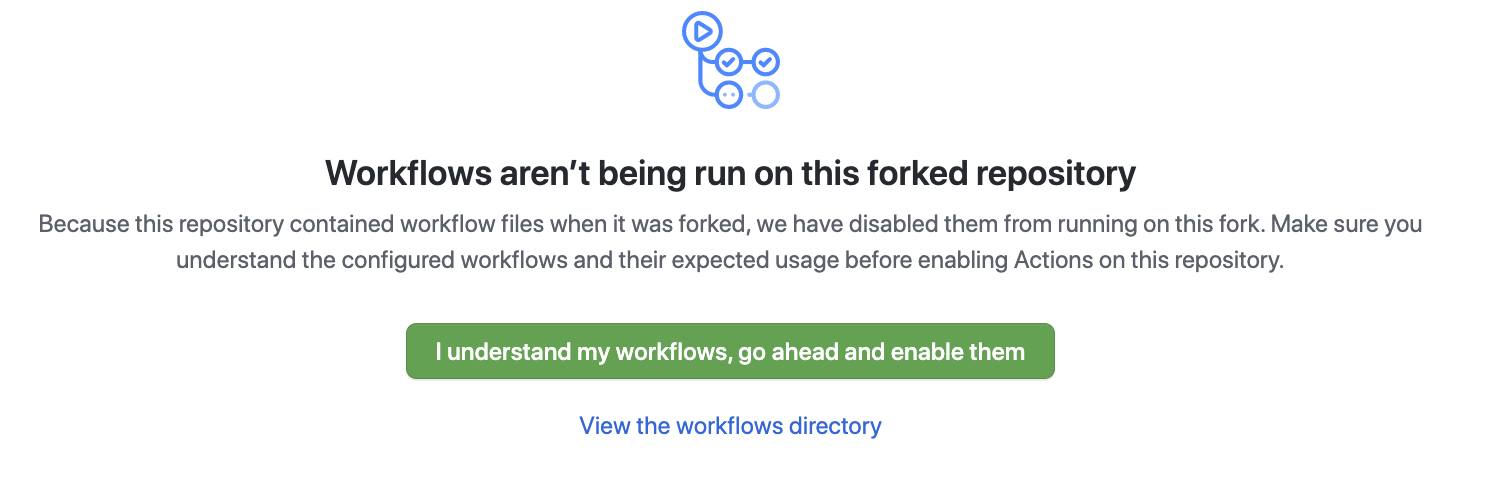 Workflows aren’t being run on this forked repository
Because this repository contained workflow files when it was forked, we have disabled them from running on this fork. Make sure you
understand the configured workflows and their expected usage before enabling Actions on this repository.
I understand my workflows, go ahead and enable them
View the workflows directory